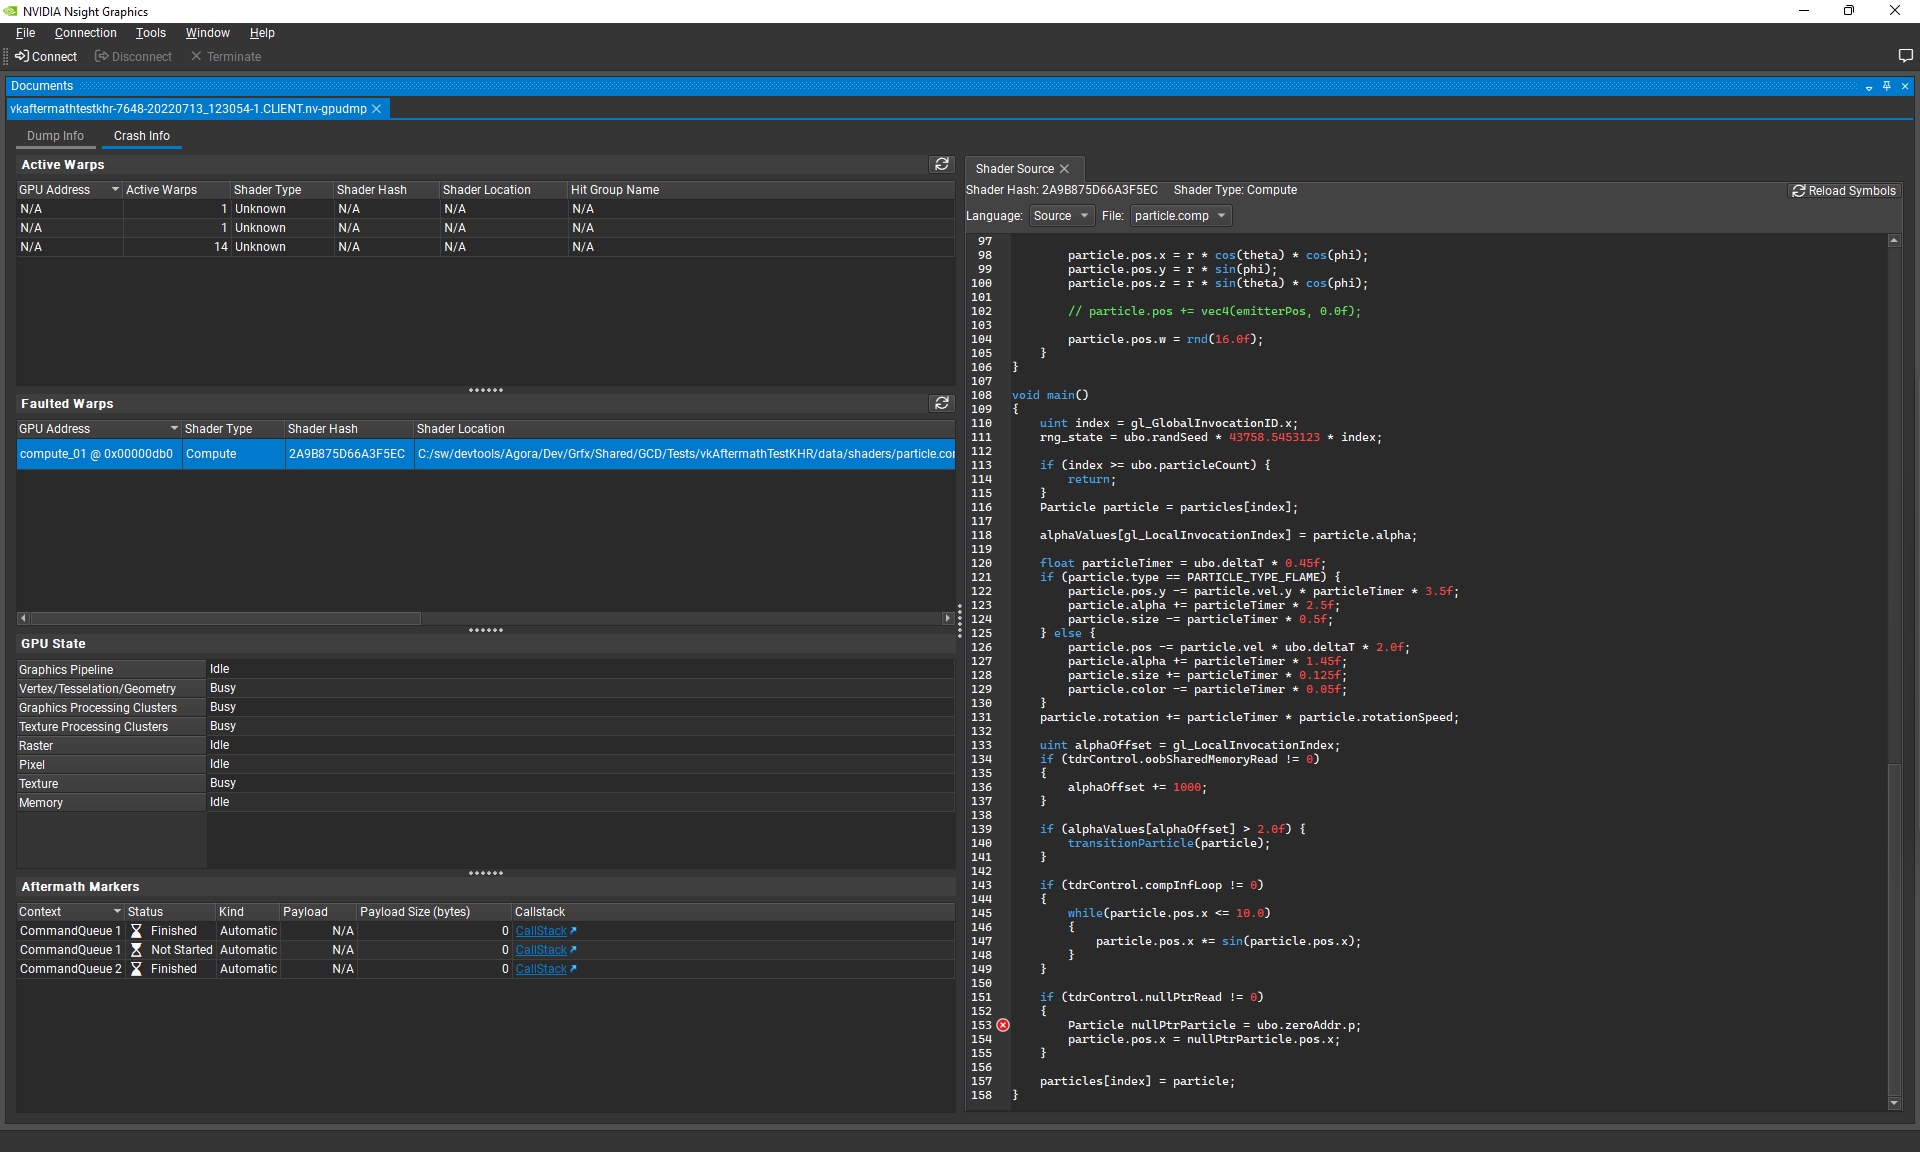 NVIDIA Nsight Graphics
File Connection Tools Window Help
Connect Disconnect Terminate
Documents
vkaftermathtestkhr-7648-20220713_123054-1.CLIENT.nv-gpudmp
Dump Info Crash Info
Active Warps
GPU Address Active Warps Shader Type Shader Hash Shader Location Hit Group Name
N/A 1 Unknown N/A N/A N/A
N/A 1 Unknown N/A N/A N/A
N/A 14 Unknown N/A N/A N/A
Faulted Warps
GPU Address Shader Type Shader Hash Shader Location
compute_01 @ 0x00000db0 Compute 2A9B875D66A3F5EC C:/sw/devtools/Agora/Dev/Grfx/Shared/GCD/Tests/vkAftermathTestKHR/data/shaders/particle.co
GPU State
Graphics Pipeline Idle
Vertex/Tesselation/Geometry Busy
Graphics Processing Clusters Busy
Texture Processing Clusters Busy
Raster Idle
Pixel Idle
Texture Busy
Memory Idle
Aftermath Markers
Context Status Kind Payload Payload Size (bytes) Callstack
CommandQueue 1 Finished Automatic N/A 0 CallStack
CommandQueue 1 Not Started Automatic N/A 0 CallStack
CommandQueue 2 Finished Automatic N/A 0 CallStack
Shader Source
Shader Hash: 2A9B875D66A3F5EC Shader Type: Compute Reload Symbols
Language: Source File: particle.comp
97
98 particle.pos.x = r * cos(theta) * cos(phi);
99 particle.pos.y = r * sin(phi);
100 particle.pos.z = r * sin(theta) * cos(phi);
101
102 // particle.pos += vec4(emitterPos, 0.0f);
103
104 particle.pos.w = rnd(16.0f);
105 }
106 }
107
108 void main()
109 {
110 uint index = gl_GlobalInvocationID.x;
111 rng_state = ubo.randSeed * 43758.5453123 * index;
112
113 if (index >= ubo.particleCount) {
114 return;
115 }
116 Particle particle = particles[index];
117
118 alphaValues[gl_LocalInvocationIndex] = particle.alpha;
119
120 float particleTimer = ubo.deltaT * 0.45f;
121 if (particle.type == PARTICLE_TYPE_FLAME) {
122 particle.pos.y -= particle.vel.y * particleTimer * 3.5f;
123 particle.alpha += particleTimer * 2.5f;
124 particle.size -= particleTimer * 0.5f;
125 } else {
126 particle.pos -= particle.vel * ubo.deltaT * 2.0f;
127 particle.alpha += particleTimer * 1.45f;
128 particle.size += particleTimer * 0.125f;
129 particle.color -= particleTimer * 0.05f;
130 }
131 particle.rotation += particleTimer * particle.rotationSpeed;
132
133 uint alphaOffset = gl_LocalInvocationIndex;
134 if (tdrControl.oobSharedMemoryRead != 0)
135 {
136 alphaOffset += 1000;
137 }
138
139 if (alphaValues[alphaOffset] > 2.0f) {
140 transitionParticle(particle);
141 }
142
143 if (tdrControl.compInfLoop != 0)
144 {
145 while(particle.pos.x <= 10.0)
146 {
147 particle.pos.x *= sin(particle.pos.x);
148 }
149 }
150
151 if (tdrControl.nullPtrRead != 0)
152 {
153 Particle nullPtrParticle = ubo.zeroAddr.p;
154 particle.pos.x = nullPtrParticle.pos.x;
155 }
156
157 particles[index] = particle;
158 }